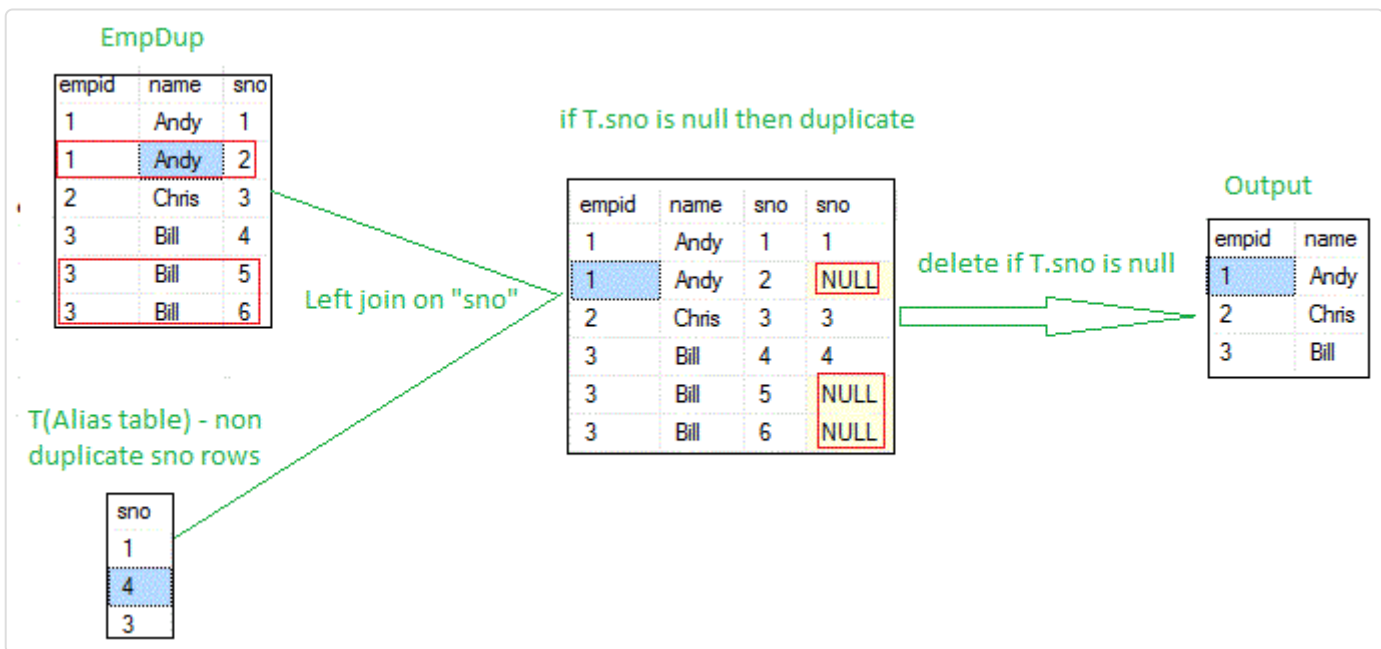 EmpDup
empid name sno
1 Andy 1
1 Andy 2
2 Chris 3
3 Bill 4
3 Bill 5
3 Bill 6
Left join on "sno"
T(Alias table) - non
duplicate sno rows
sno
1
4
3
if T.sno is null then duplicate
empid name sno sno
1 Andy 1 1
1 Andy 2 NULL
2 Chris 3 3
3 Bill 4 4
3 Bill 5 NULL
3 Bill 6 NULL
delete if T.sno is null
Output
empid name
1 Andy
2 Chris
3 Bill